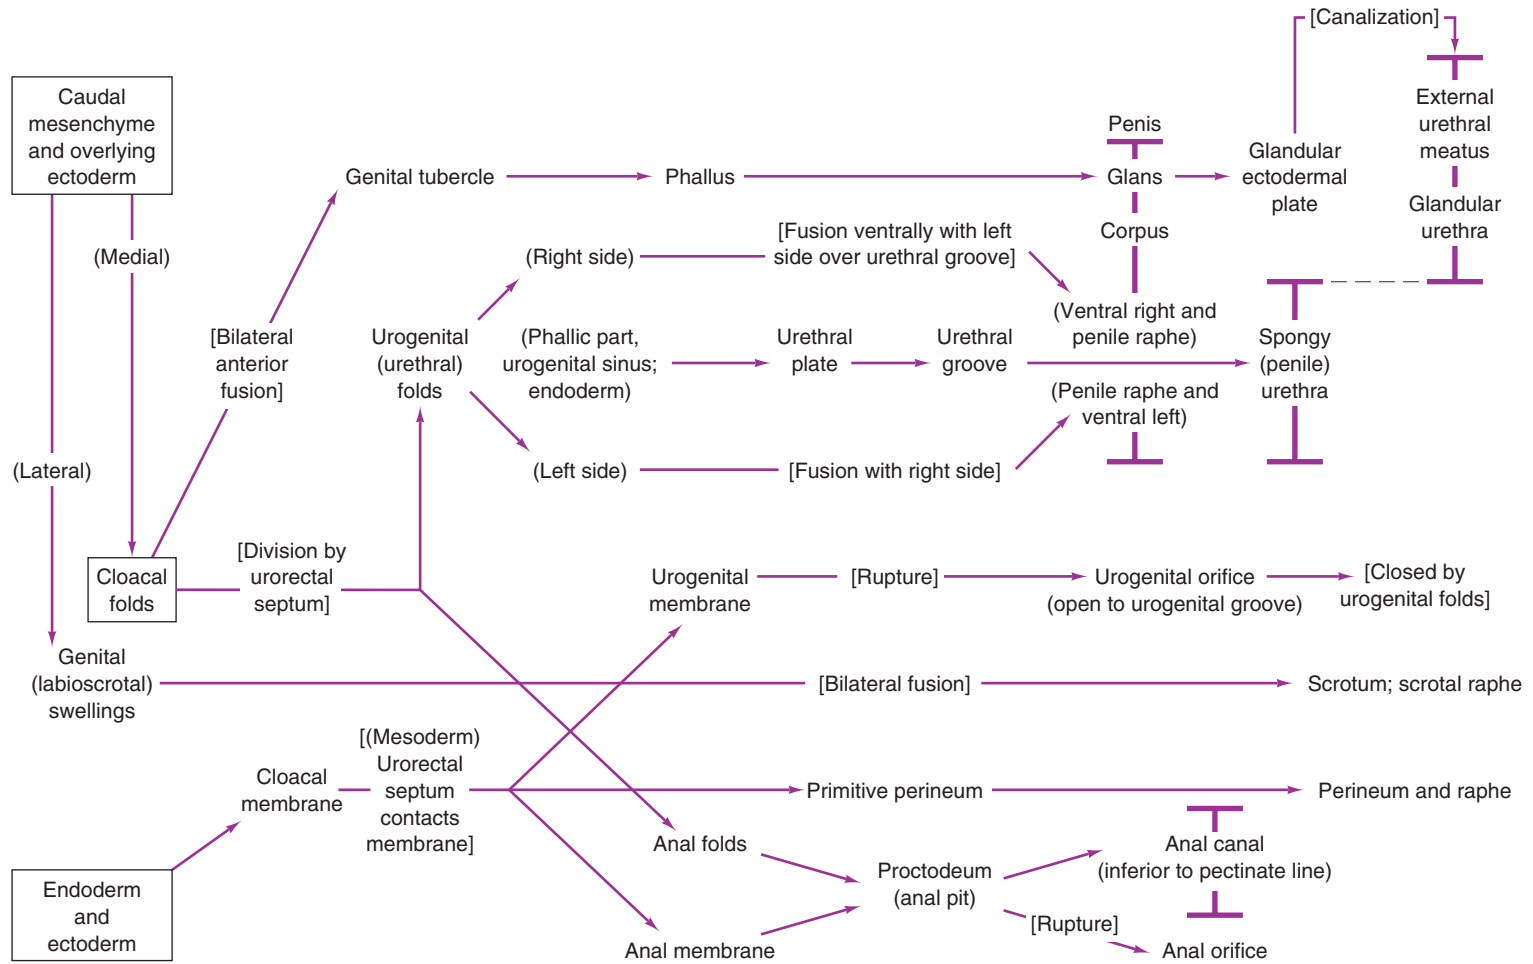 [Canalization]
Caudal
mesenchyme
and overlying
ectoderm
External
urethral
meatus
Penis
Glandular
ectodermal
plate
Genital tubercle
Phallus
Glans
Glandular
urethra
(Medial)
(Right side)
[Fusion ventrally with left
side over urethral groove]
Corpus
[Bilateral
anterior
fusion]
Urogenital
(urethral)
folds
(Phallic part,
urogenital sinus;
endoderm)
Urethral
plate
Urethral
groove
(Ventral right and
penile raphe)
Spongy
(penile)
urethra
(Penile raphe and
ventral left)
(Lateral)
(Left side)
[Fusion with right side]
Cloacal
folds
[Division by
urorectal
septum]
Urogenital
membrane
[Rupture]
Urogenital orifice
(open to urogenital groove)
[Closed by
urogenital folds]
Genital
(labioscrotal)
swellings
[Bilateral fusion]
Scrotum; scrotal raphe
Cloacal
membrane
[(Mesoderm)
Urorectal
septum
contacts
membrane]
Primitive perineum
Perineum and raphe
Anal folds
Proctodeum
(anal pit)
Anal canal
(inferior to pectinate line)
Endoderm
and
ectoderm
Anal membrane
[Rupture]
Anal orifice